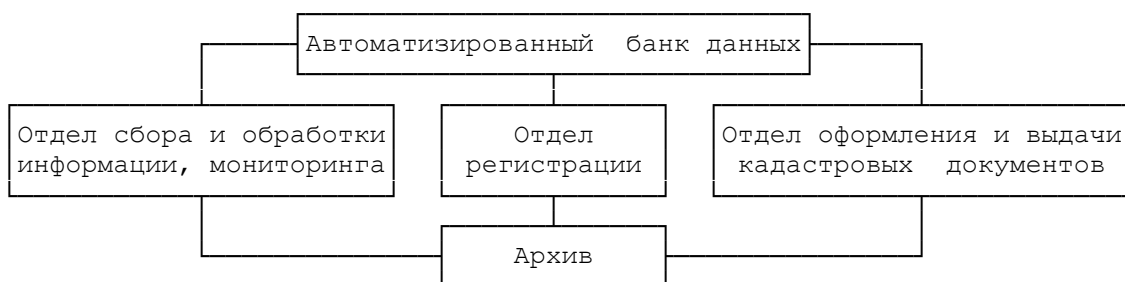 Автоматизированный банк данных
Отдел сбора и обработки
информации, мониторинга
Отдел
регистрации
Отдел оформления и выдачи
кадастровых документов
Архив